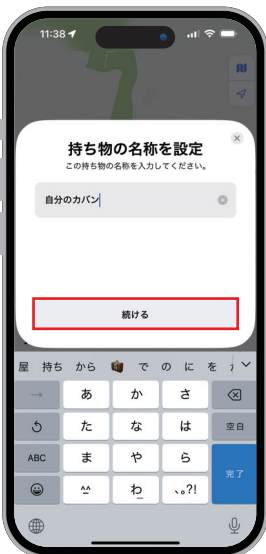 11:38
持ち物の名称を設定
この持ち物の名称を入力してください。
自分のカバン
続ける
屋 持ち から で の に を
あ か さ
た な は 空白
ABC ま や ら
完了
^^ わ_ 、。?!